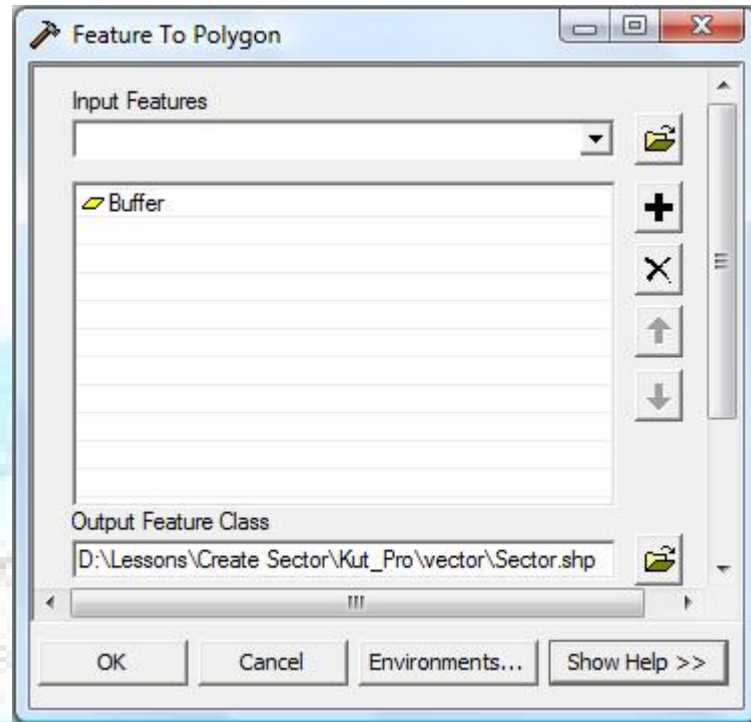 Feature To Polygon
Input Features
Buffer
Output Feature Class
D:\Lessons\Create Sector\Kut_Pro\vector\Sector.shp
OK
Cancel
Environments...
Show Help >>